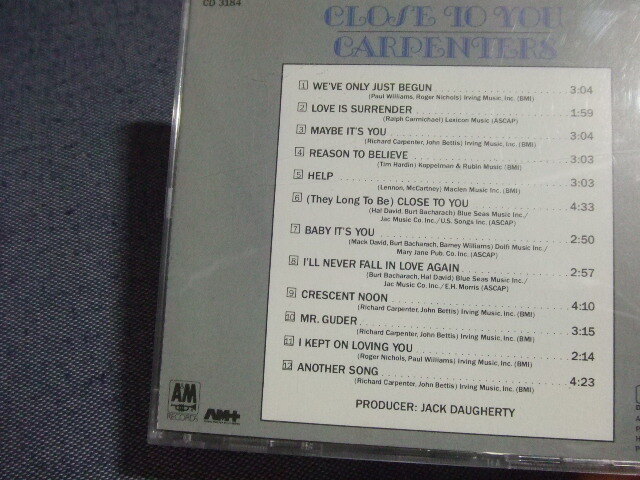 CD 3184
CLOSE TO YOU
CARPENTERS
1 WE'VE ONLY JUST BEGUN 3:04
(Paul Williams, Roger Nichols) Irving Music, Inc. (BMI)
2 LOVE IS SURRENDER 1:59
(Ralph Carmichael) Lexicon Music (ASCAP)
3 MAYBE IT'S YOU 3:04
(Richard Carpenter, John Bettis) Irving Music, Inc. (BMI)
4 REASON TO BELIEVE 3:03
(Tim Hardin) Koppelman & Rubin Music (BMI)
5 HELP 3:03
(Lennon, McCartney) Maclen Music Inc. (BMI)
6 (They Long To Be) CLOSE TO YOU 4:33
(Hal David, Burt Bacharach) Blue Seas Music Inc./
Jac Music Co. Inc./U.S. Songs Inc. (ASCAP)
7 BABY IT'S YOU 2:50
(Mack David, Burt Bacharach, Barney Williams) Dolfi Music Inc./
Mary Jane Pub. Co. Inc. (ASCAP)
8 I'LL NEVER FALL IN LOVE AGAIN 2:57
(Burt Bacharach, Hal David) Blue Seas Music Inc./
Jac Music Co. Inc./E.H. Morris (ASCAP)
9 CRESCENT NOON 4:10
(Richard Carpenter, John Bettis) Irving Music, Inc. (BMI)
10 MR. GUDER 3:15
(Richard Carpenter, John Bettis) Irving Music, Inc. (BMI)
11 I KEPT ON LOVING YOU 2:14
(Roger Nichols, Paul Williams) Irving Music, Inc. (BMI)
12 ANOTHER SONG 4:23
(Richard Carpenter, John Bettis) Irving Music, Inc. (BMI)
PRODUCER: JACK DAUGHERTY
A&M
RECORDS